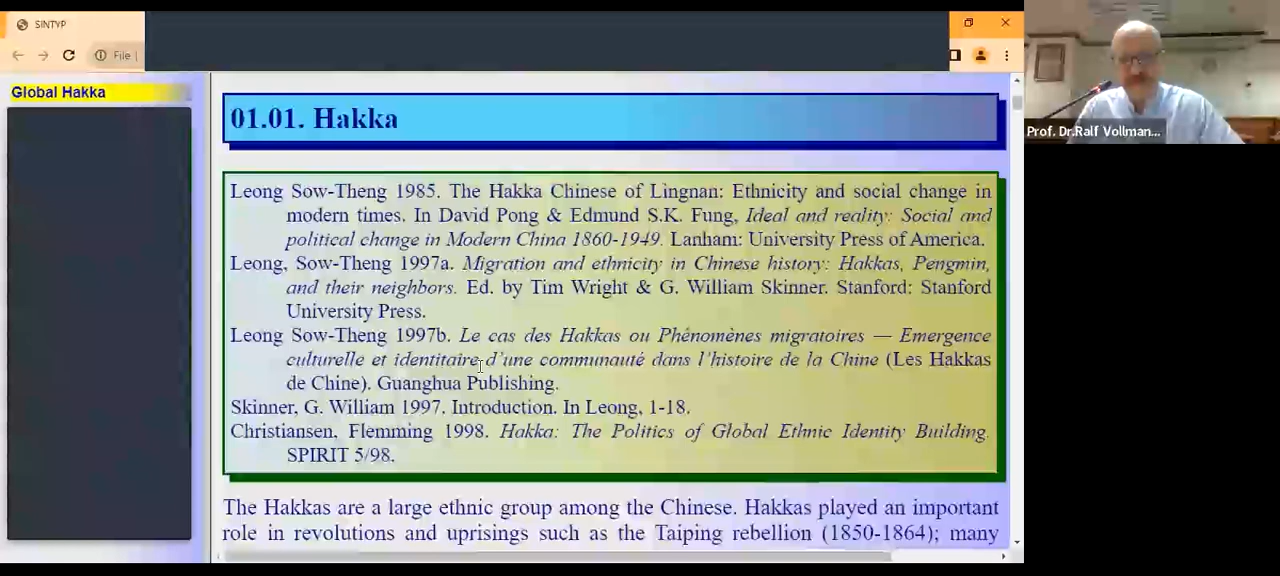 SINTYP
File
Global Hakka
01.01. Hakka
Leong Sow-Theng 1985. The Hakka Chinese of Lingnan: Ethnicity and social change in
modern times. In David Pong & Edmund S.K. Fung, Ideal and reality: Social and
political change in Modern China 1860-1949. Lanham: University Press of America.
Leong, Sow-Theng 1997a. Migration and ethnicity in Chinese history: Hakkas, Pengmin,
and their neighbors. Ed. by Tim Wright & G. William Skinner. Stanford: Stanford
University Press.
Leong Sow-Theng 1997b. Le cas des Hakkas ou Phénomènes migratoires — Emergence
culturelle et identitaire d'une communauté dans l'histoire de la Chine (Les Hakkas
de Chine). Guanghua Publishing.
Skinner, G. William 1997. Introduction. In Leong, 1-18.
Christiansen, Flemming 1998. Hakka: The Politics of Global Ethnic Identity Building.
SPIRIT 5/98.
The Hakkas are a large ethnic group among the Chinese. Hakkas played an important
role in revolutions and uprisings such as the Taiping rebellion (1850-1864); many
Prof. Dr.Ralf Vollman...